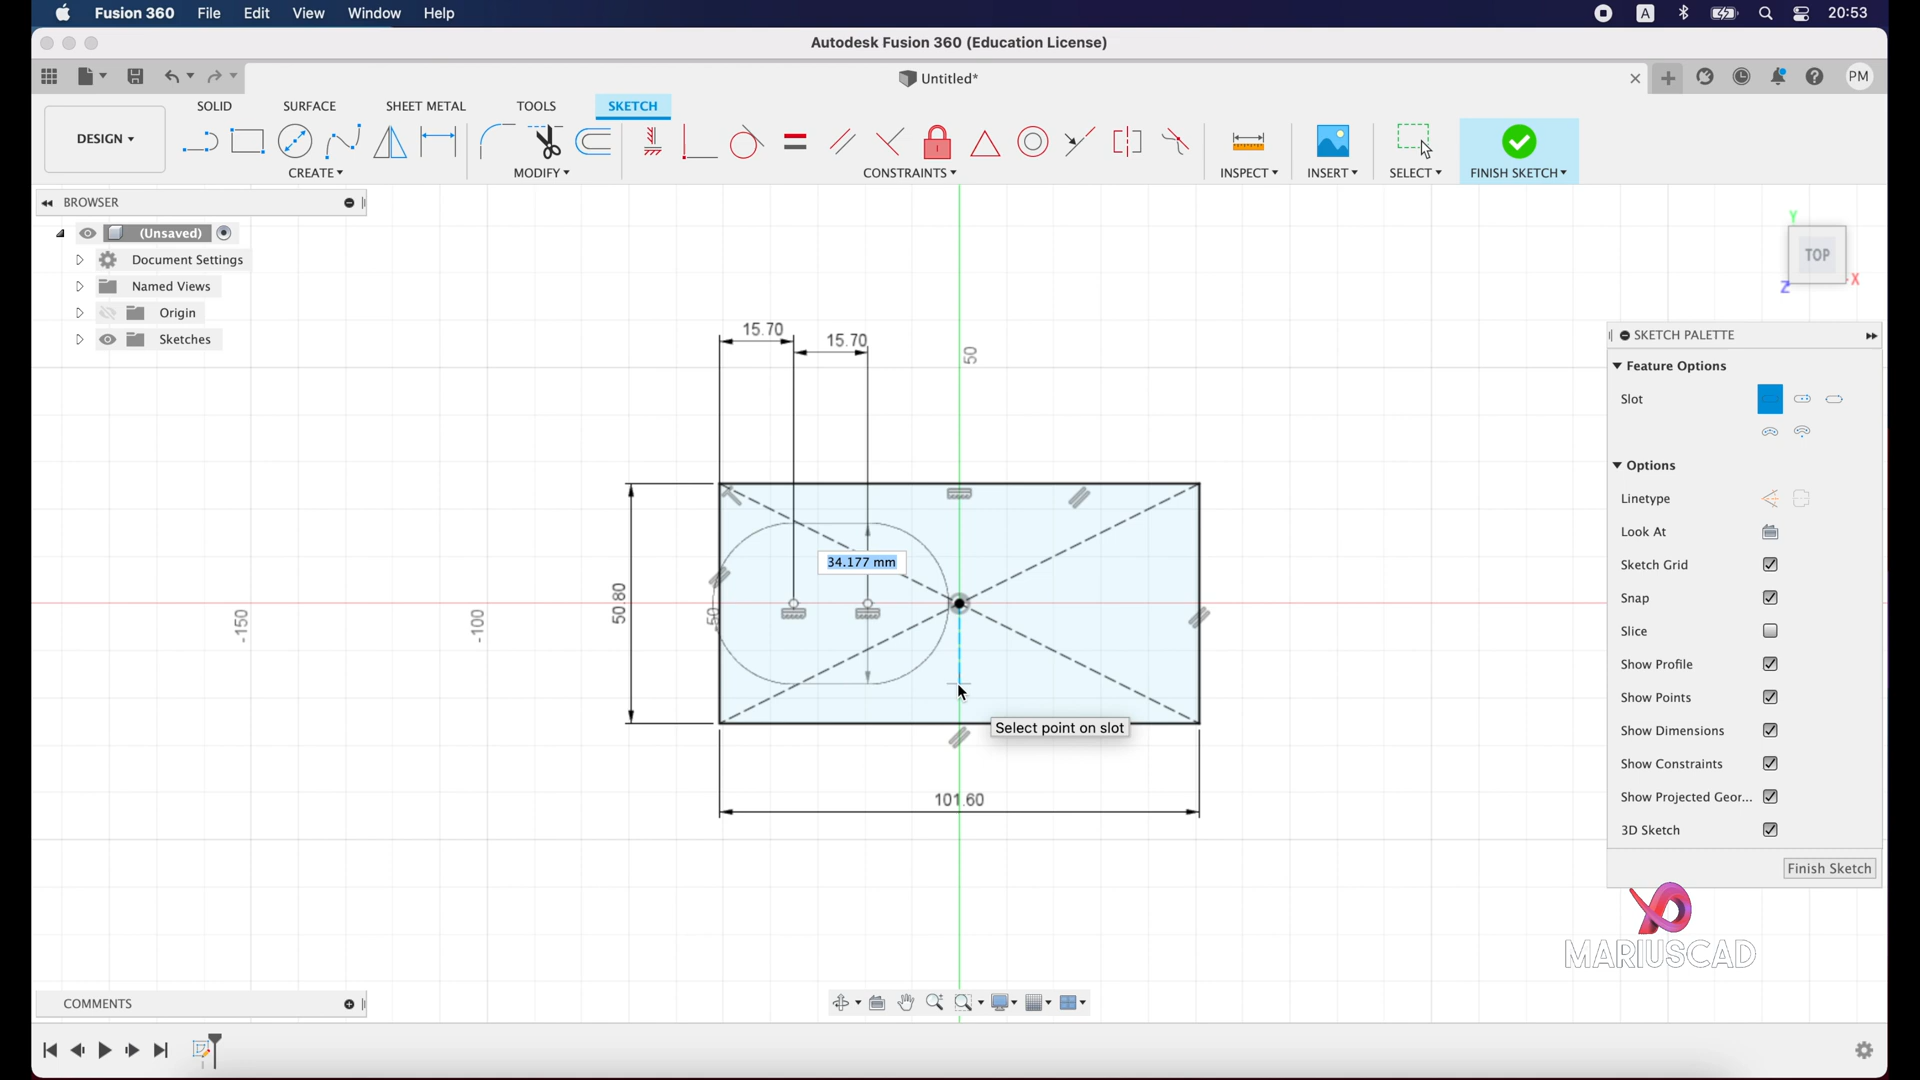 Fusion 360 File Edit View Window Help A 20:53
Autodesk Fusion 360 (Education License)
Untitled* PM
SOLID SURFACE SHEET METAL TOOLS SKETCH
DESIGN
CREATE MODIFY CONSTRAINTS INSPECT INSERT SELECT FINISH SKETCH
BROWSER
(Unsaved)
Document Settings
Named Views
Origin
Sketches
Y
TOP
X
Z
15.70
15.70
50
34.177 mm
50.80
-150
-100
-50
Select point on slot
101.60
SKETCH PALETTE
Feature Options
Slot
Options
Linetype
Look At
Sketch Grid
Snap
Slice
Show Profile
Show Points
Show Dimensions
Show Constraints
Show Projected Geor...
3D Sketch
Finish Sketch
MARIUSCAD
COMMENTS